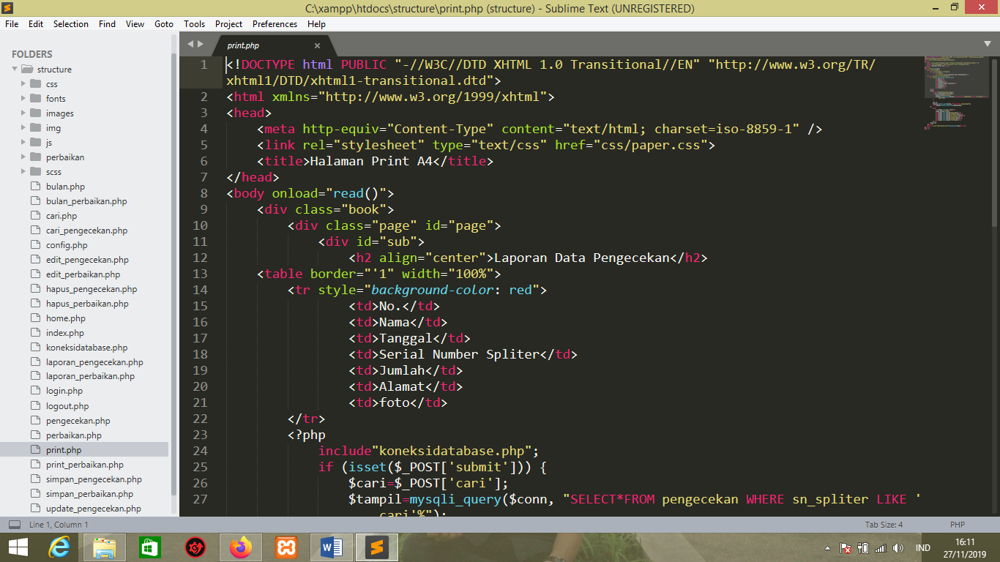 C:\xampp\htdocs\structure\print.php (structure) - Sublime Text (UNREGISTERED)
File Edit Selection Find View Goto Tools Project Preferences Help
FOLDERS
structure
css
fonts
images
img
js
perbaikan
scss
bulan.php
bulan_perbaikan.php
cari.php
cari_pengecekan.php
config.php
edit_pengecekan.php
edit_perbaikan.php
hapus_pengecekan.php
hapus_perbaikan.php
home.php
index.php
koneksidatabase.php
laporan_pengecekan.php
laporan_perbaikan.php
login.php
logout.php
pengecekan.php
perbaikan.php
print.php
print_perbaikan.php
simpan_pengecekan.php
simpan_perbaikan.php
update_pengecekan.php
print.php
1 <!DOCTYPE html PUBLIC "-//W3C//DTD XHTML 1.0 Transitional//EN" "http://www.w3.org/TR/
xhtml1/DTD/xhtml1-transitional.dtd">
2 <html xmlns="http://www.w3.org/1999/xhtml">
3 <head>
4 <meta http-equiv="Content-Type" content="text/html; charset=iso-8859-1" />
5 <link rel="stylesheet" type="text/css" href="css/paper.css">
6 <title>Halaman Print A4</title>
7 </head>
8 <body onload="read()">
9 <div class="book">
10 <div class="page" id="page">
11 <div id="sub">
12 <h2 align="center">Laporan Data Pengecekan</h2>
13 <table border="'1" width="100%">
14 <tr style="background-color: red">
15 <td>No.</td>
16 <td>Nama</td>
17 <td>Tanggal</td>
18 <td>Serial Number Spliter</td>
19 <td>Jumlah</td>
20 <td>Alamat</td>
21 <td>foto</td>
22 </tr>
23 <?php
24 include"koneksidatabase.php";
25 if (isset($_POST['submit'])) {
26 $cari=$_POST['cari'];
27 $tampil=mysqli_query($conn, "SELECT*FROM pengecekan WHERE sn_spliter LIKE '
cari'%");
Line 1, Column 1
Tab Size: 4
PHP
IND
16:11
27/11/2019